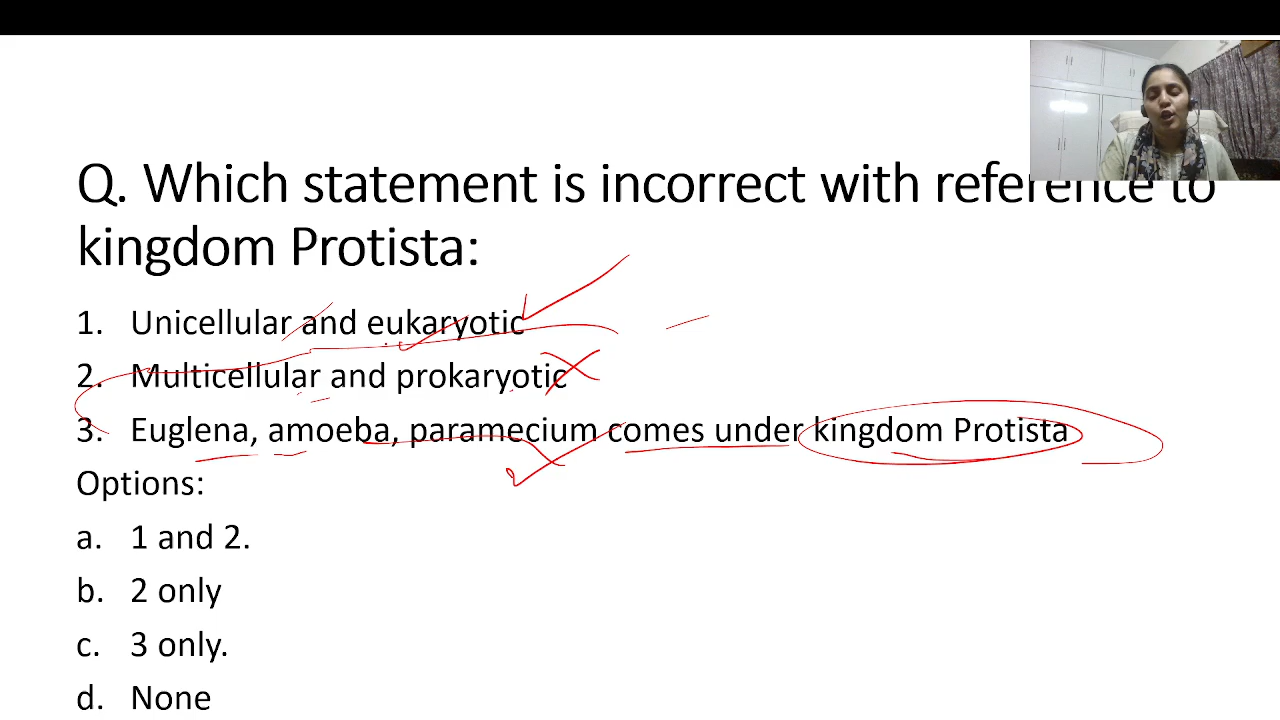 Q. Which statement is incorrect with reference to
kingdom Protista:
1. Unicellular and eukaryotic
2. Multicellular and prokaryotic
3. Euglena, amoeba, paramecium comes under kingdom Protista
Options:
a. 1 and 2.
b. 2 only
c. 3 only.
d. None